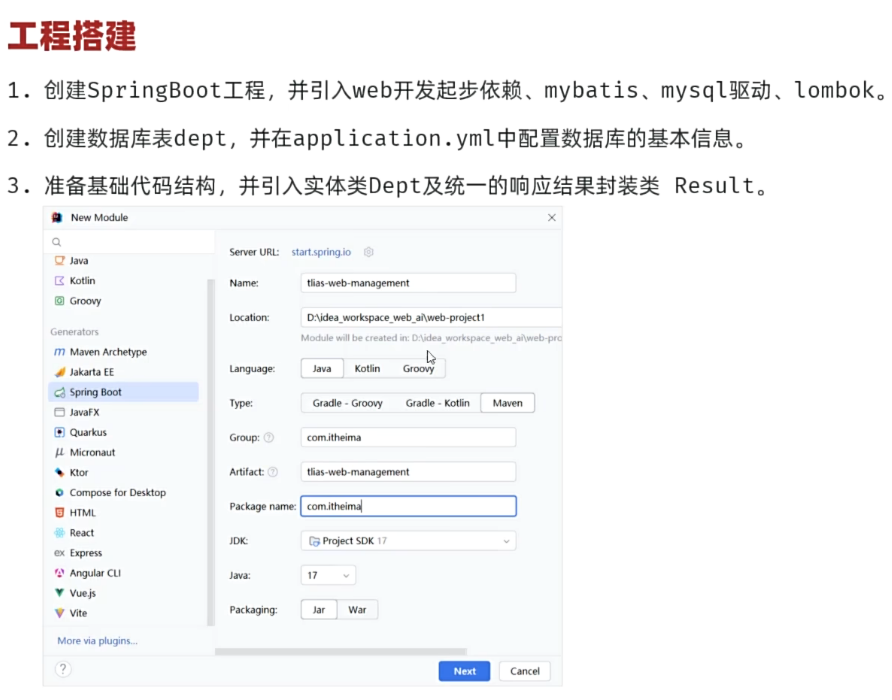 工程搭建
1. 创建SpringBoot工程，并引入web开发起步依赖、mybatis、mysql驱动、lombok。
2. 创建数据库表dept，并在application.yml中配置数据库的基本信息。
3. 准备基础代码结构，并引入实体类Dept及统一的响应结果封装类 Result。
New Module
Java
Kotlin
Groovy
Generators
Maven Archetype
Jakarta EE
Spring Boot
JavaFX
Quarkus
Micronaut
Ktor
Compose for Desktop
HTML
React
ex Express
Angular CLI
Vue.js
Vite
More via plugins...
?
Server URL: start.spring.io
Name: tlias-web-management
Location: D:\idea_workspace_web_ai\web-project1
Module will be created in: D:\idea_workspace_web_ai\web-pro
Language: Java Kotlin Groovy
Type: Gradle - Groovy Gradle - Kotlin Maven
Group: ? com.itheima
Artifact: ? tlias-web-management
Package name: com.itheima
JDK: Project SDK 17
Java: 17
Packaging: Jar War
Next Cancel